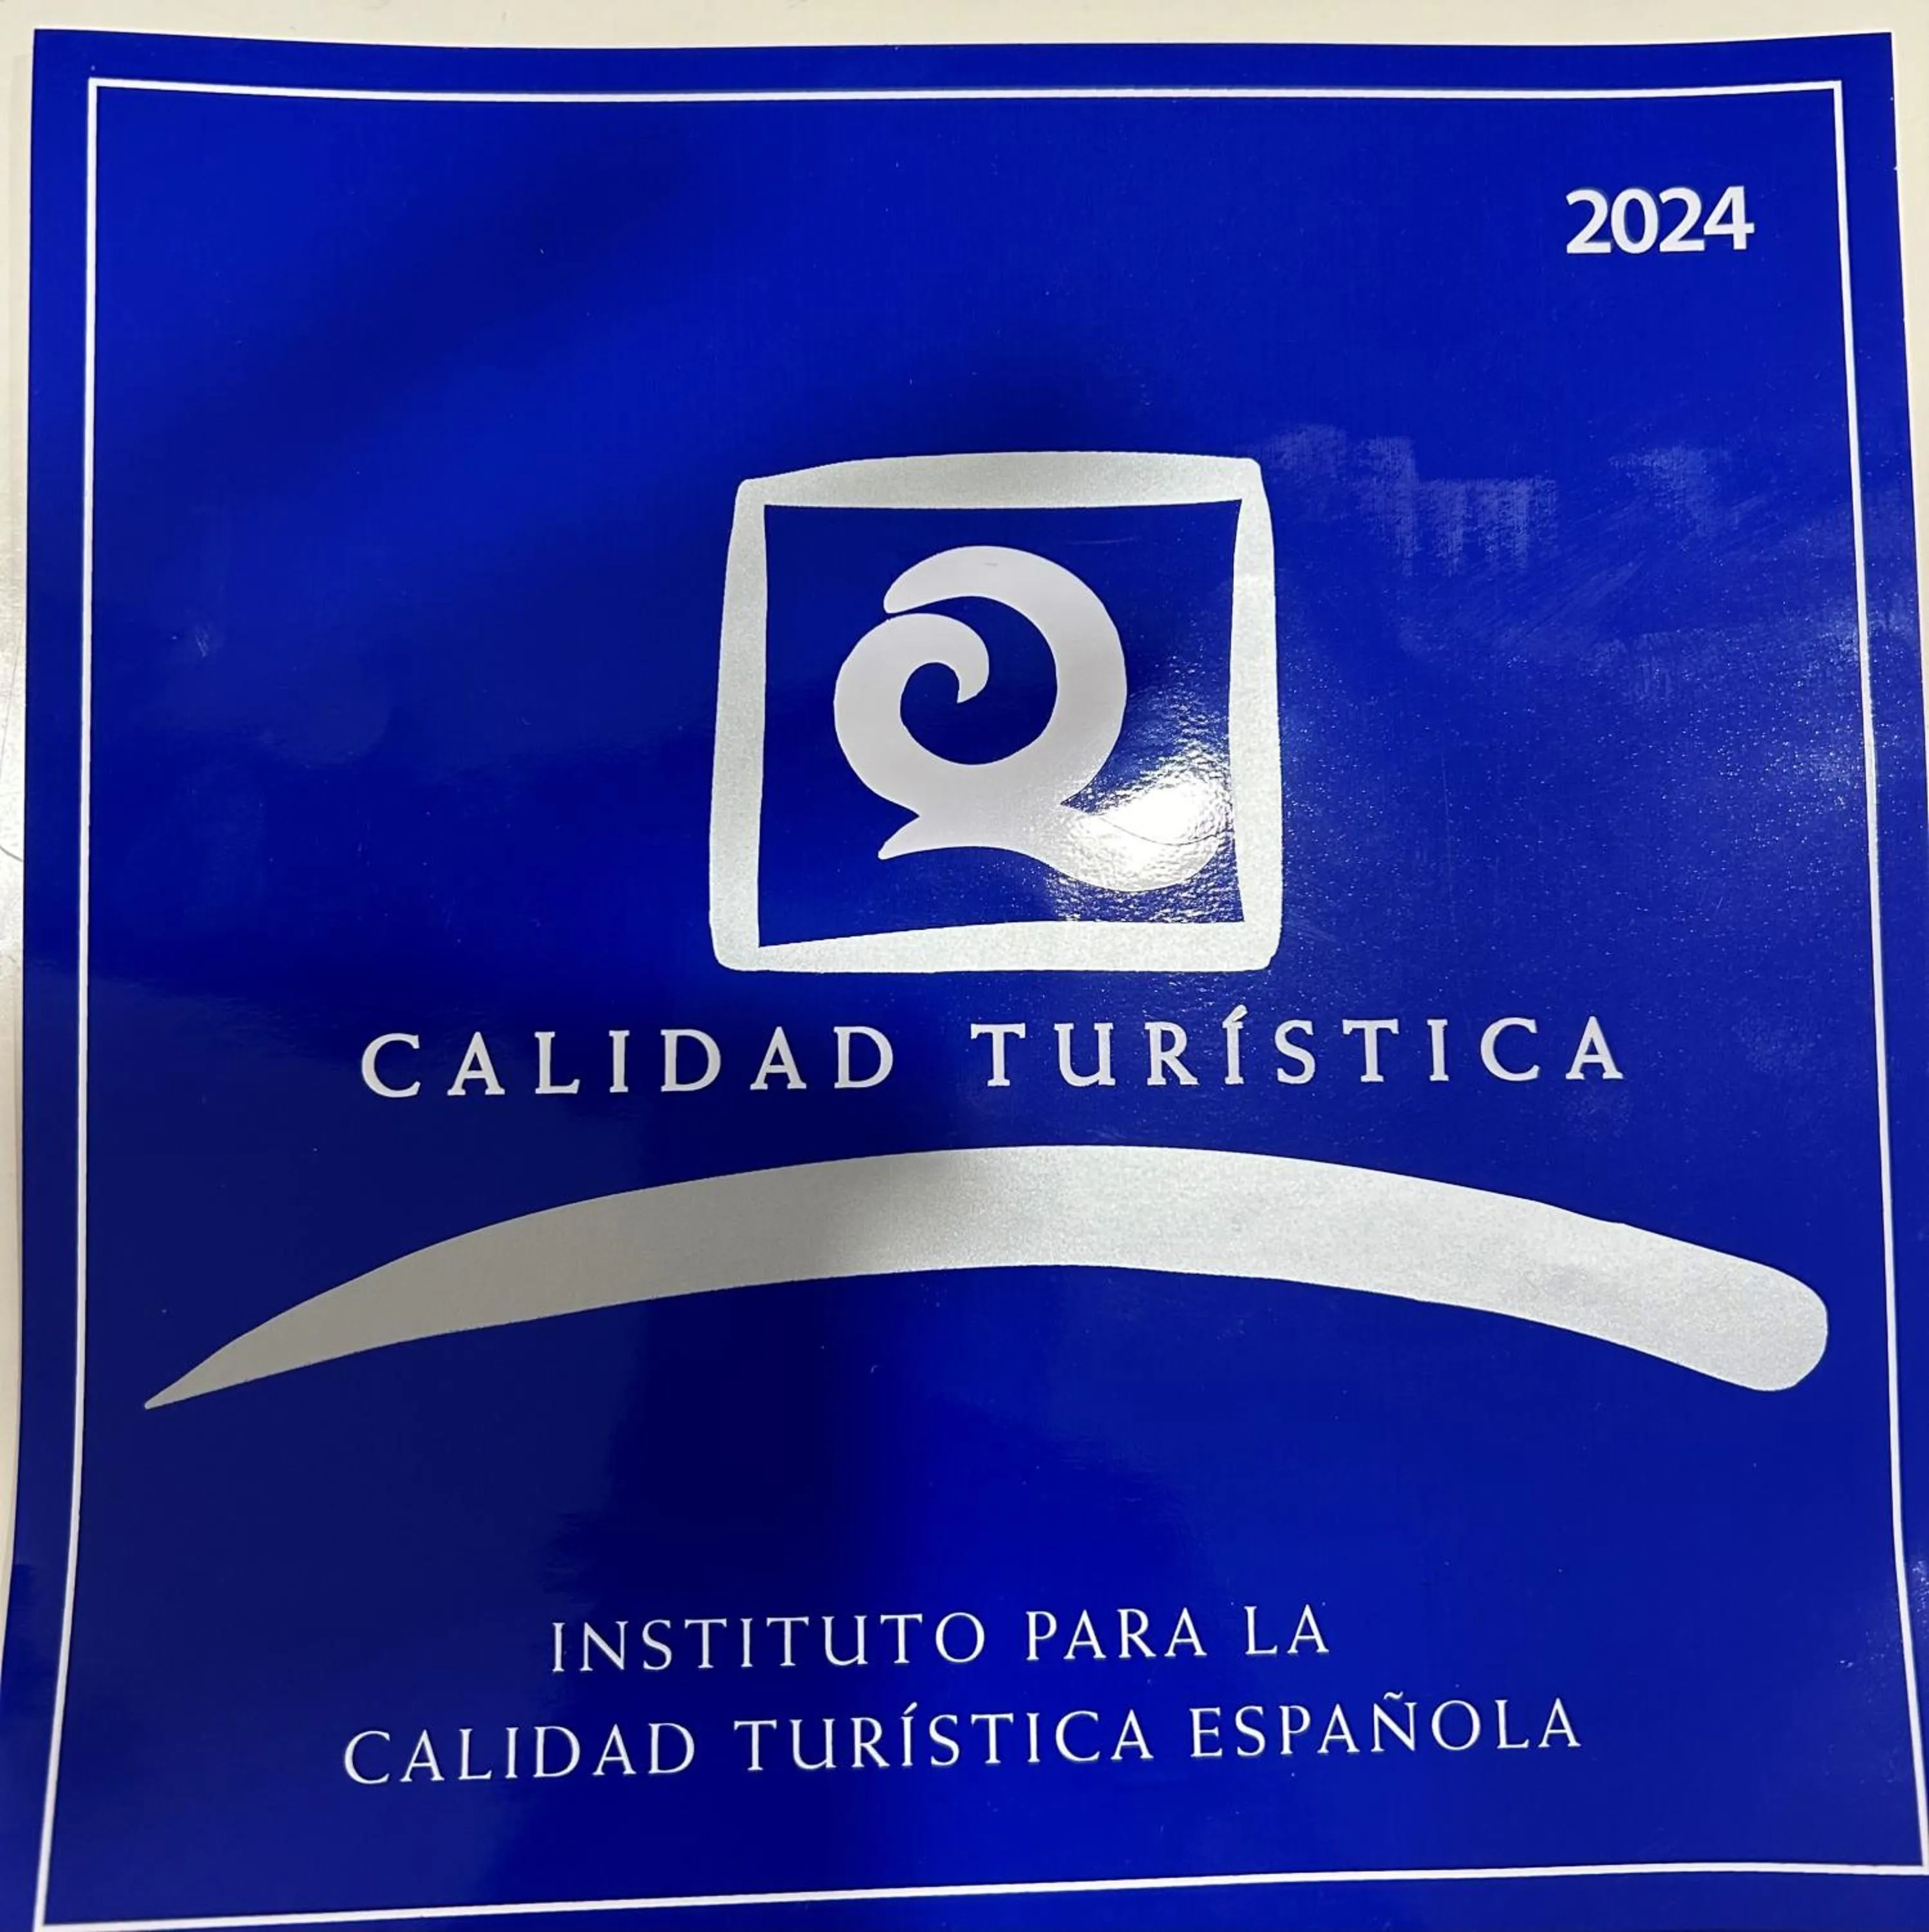 2024
CALIDAD TURÍSTICA
INSTITUTO PARA LA
CALIDAD TURÍSTICA ESPAÑOLA